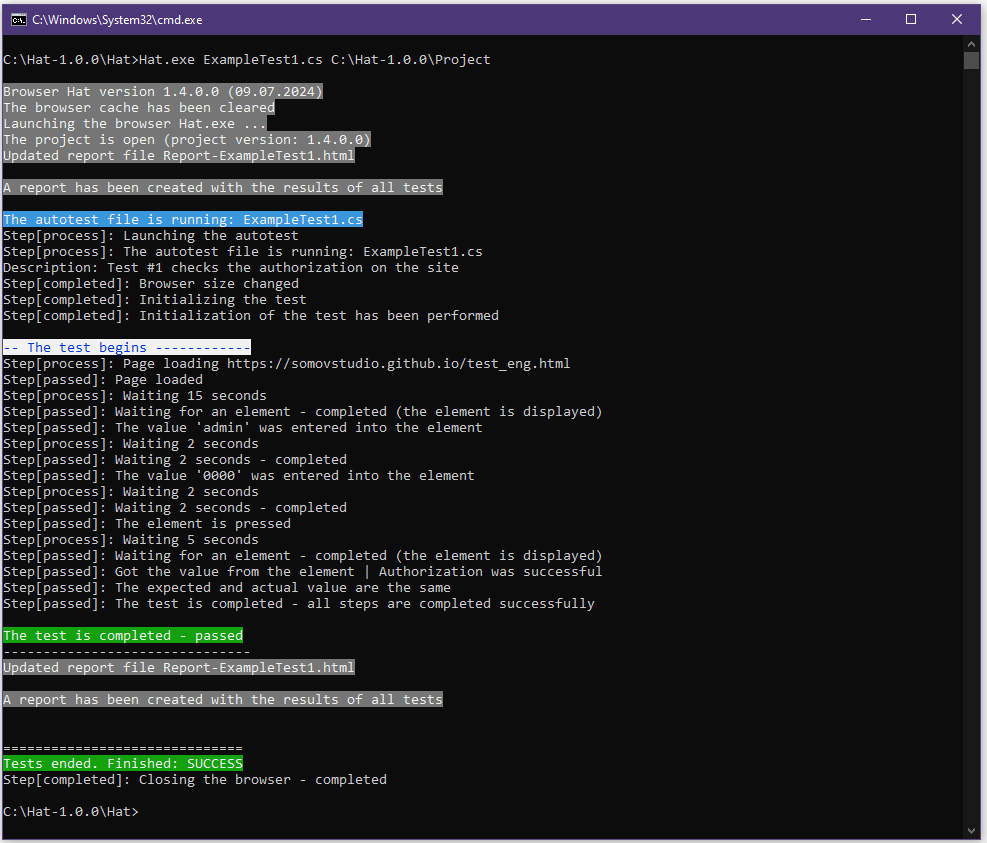 C:\Windows\System32\cmd.exe
C:\Hat-1.0.0\Hat>Hat.exe ExampleTest1.cs C:\Hat-1.0.0\Project
Browser Hat version 1.4.0.0 (09.07.2024)
The browser cache has been cleared
Launching the browser Hat.exe ...
The project is open (project version: 1.4.0.0)
Updated report file Report-ExampleTest1.html
A report has been created with the results of all tests
The autotest file is running: ExampleTest1.cs
Step[process]: Launching the autotest
Step[process]: The autotest file is running: ExampleTest1.cs
Description: Test #1 checks the authorization on the site
Step[completed]: Browser size changed
Step[completed]: Initializing the test
Step[completed]: Initialization of the test has been performed
-- The test begins ------------
Step[process]: Page loading https://somovstudio.github.io/test_eng.html
Step[passed]: Page loaded
Step[process]: Waiting 15 seconds
Step[passed]: Waiting for an element - completed (the element is displayed)
Step[passed]: The value 'admin' was entered into the element
Step[process]: Waiting 2 seconds
Step[passed]: Waiting 2 seconds - completed
Step[passed]: The value '0000' was entered into the element
Step[process]: Waiting 2 seconds
Step[passed]: Waiting 2 seconds - completed
Step[passed]: The element is pressed
Step[process]: Waiting 5 seconds
Step[passed]: Waiting for an element - completed (the element is displayed)
Step[passed]: Got the value from the element | Authorization was successful
Step[passed]: The expected and actual value are the same
Step[passed]: The test is completed - all steps are completed successfully
The test is completed - passed
-------------------------------
Updated report file Report-ExampleTest1.html
A report has been created with the results of all tests
==============================
Tests ended. Finished: SUCCESS
Step[completed]: Closing the browser - completed
C:\Hat-1.0.0\Hat>